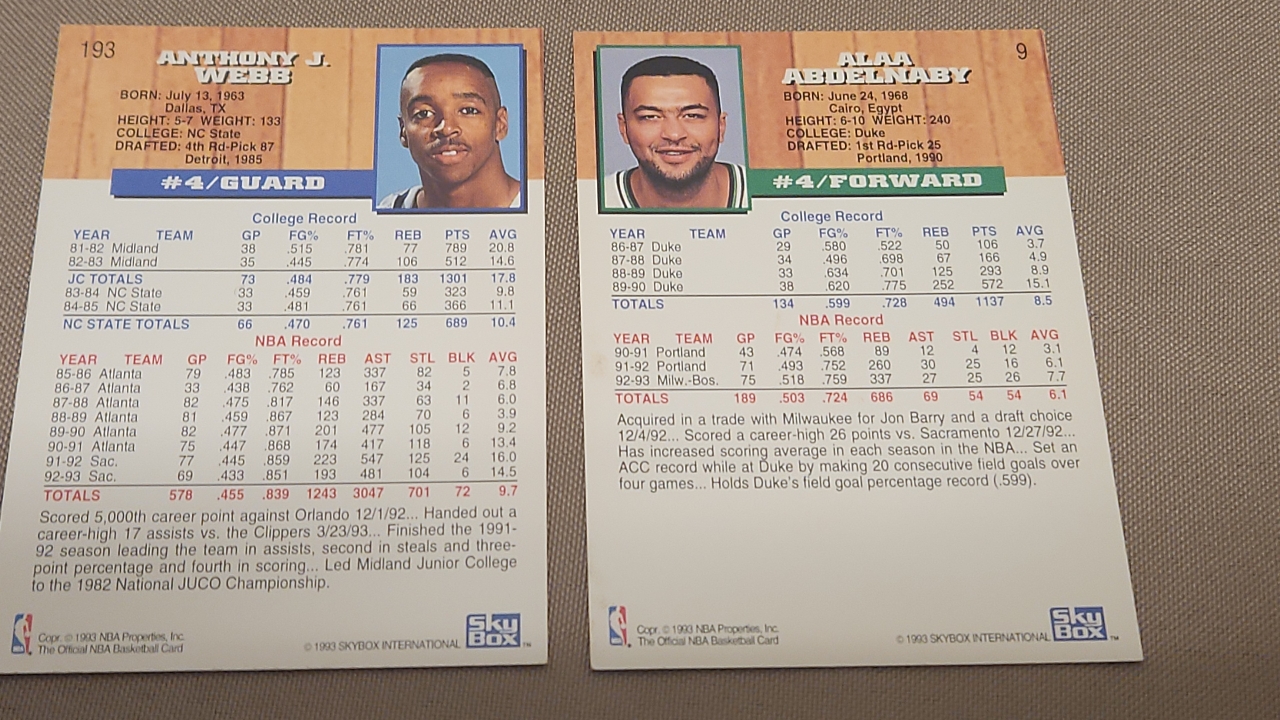 193
ANTHONY J.
WEBB
BORN: July 13, 1963
Dallas, TX
HEIGHT: 5-7 WEIGHT: 133
COLLEGE: NC State
DRAFTED: 4th Rd-Pick 87
Detroit, 1985
#4/GUARD
College Record
YEAR TEAM GP FG% FT% REB PTS AVG
81-82 Midland 38 .515 .781 77 789 20.8
82-83 Midland 35 .445 .774 106 512 14.6
JC TOTALS 73 .484 .779 183 1301 17.8
83-84 NC State 33 .459 .761 59 323 9.8
84-85 NC State 33 .481 .761 66 366 11.1
NC STATE TOTALS 66 .470 .761 125 689 10.4
NBA Record
YEAR TEAM GP FG% FT% REB AST STL BLK AVG
85-86 Atlanta 79 .483 .785 123 337 82 5 7.8
86-87 Atlanta 33 .438 .762 60 167 34 2 6.8
87-88 Atlanta 82 .475 .817 146 337 63 11 6.0
88-89 Atlanta 81 .459 .867 123 284 70 6 3.9
89-90 Atlanta 82 .477 .871 201 477 105 12 9.2
90-91 Atlanta 75 .447 .868 174 417 118 6 13.4
91-92 Sac. 77 .445 .859 223 547 125 24 16.0
92-93 Sac. 69 .433 .851 193 481 104 6 14.5
TOTALS 578 .455 .839 1243 3047 701 72 9.7
Scored 5,000th career point against Orlando 12/1/92... Handed out a
career-high 17 assists vs. the Clippers 3/23/93... Finished the 1991-
92 season leading the team in assists, second in steals and three-
point percentage and fourth in scoring... Led Midland Junior College
to the 1982 National JUCO Championship.
NBA
Copr. © 1993 NBA Properties, Inc.
The Official NBA Basketball Card
© 1993 SKYBOX INTERNATIONAL
Sky
Box
TM
9
ALAA
ABDELNABY
BORN: June 24, 1968
Cairo, Egypt
HEIGHT: 6-10 WEIGHT: 240
COLLEGE: Duke
DRAFTED: 1st Rd-Pick 25
Portland, 1990
#4/FORWARD
College Record
YEAR TEAM GP FG% FT% REB PTS AVG
86-87 Duke 29 .580 .522 50 106 3.7
87-88 Duke 34 .496 .698 67 166 4.9
88-89 Duke 33 .634 .701 125 293 8.9
89-90 Duke 38 .620 .775 252 572 15.1
TOTALS 134 .599 .728 494 1137 8.5
NBA Record
YEAR TEAM GP FG% FT% REB AST STL BLK AVG
90-91 Portland 43 .474 .568 89 12 4 12 3.1
91-92 Portland 71 .493 .752 260 30 25 16 6.1
92-93 Milw.-Bos. 75 .518 .759 337 27 25 26 7.7
TOTALS 189 .503 .724 686 69 54 54 6.1
Acquired in a trade with Milwaukee for Jon Barry and a draft choice
12/4/92... Scored a career-high 26 points vs. Sacramento 12/27/92...
Has increased scoring average in each season in the NBA... Set an
ACC record while at Duke by making 20 consecutive field goals over
four games... Holds Duke's field goal percentage record (.599).
NBA
Copr. © 1993 NBA Properties, Inc.
The Official NBA Basketball Card
© 1993 SKYBOX INTERNATIONAL
Sky
Box
TM